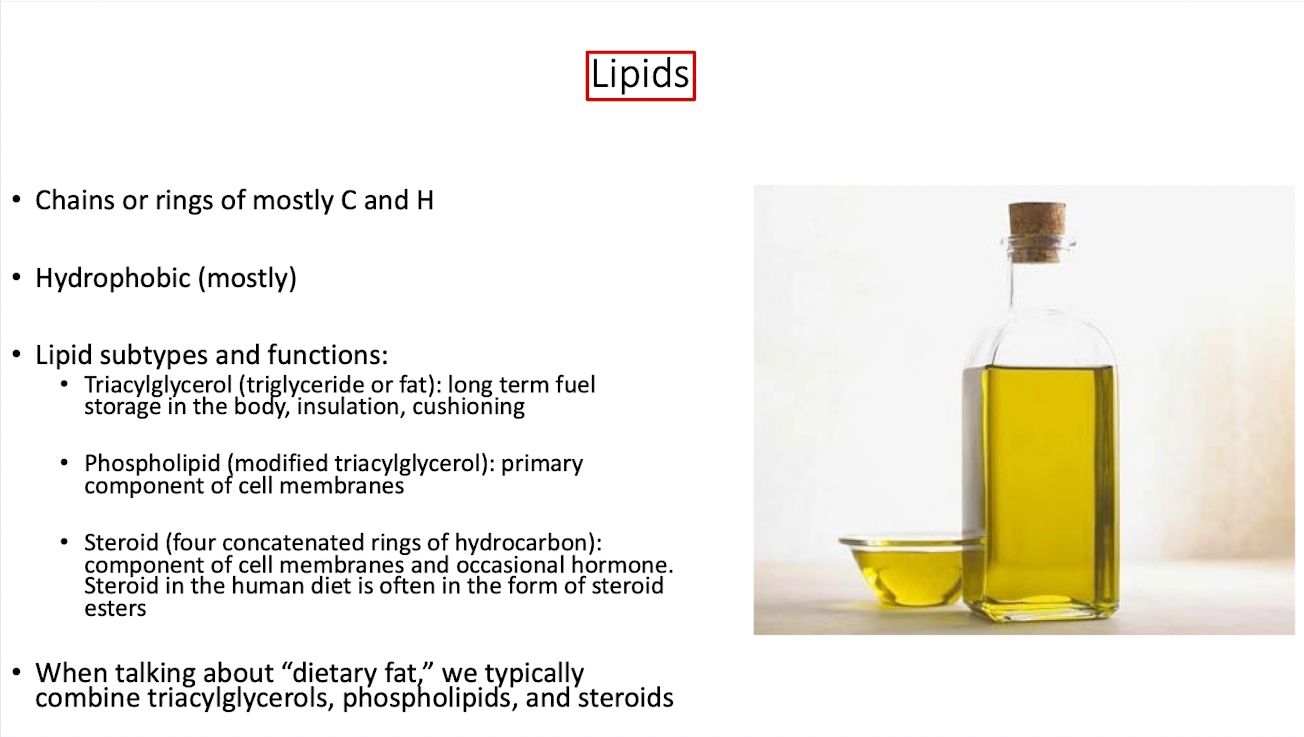 Lipids
• Chains or rings of mostly C and H
• Hydrophobic (mostly)
• Lipid subtypes and functions:
• Triacylglycerol (triglyceride or fat): long term fuel
storage in the body, insulation, cushioning
• Phospholipid (modified triacylglycerol): primary
component of cell membranes
• Steroid (four concatenated rings of hydrocarbon):
component of cell membranes and occasional hormone.
Steroid in the human diet is often in the form of steroid
esters
• When talking about “dietary fat,” we typically
combine triacylglycerols, phospholipids, and steroids